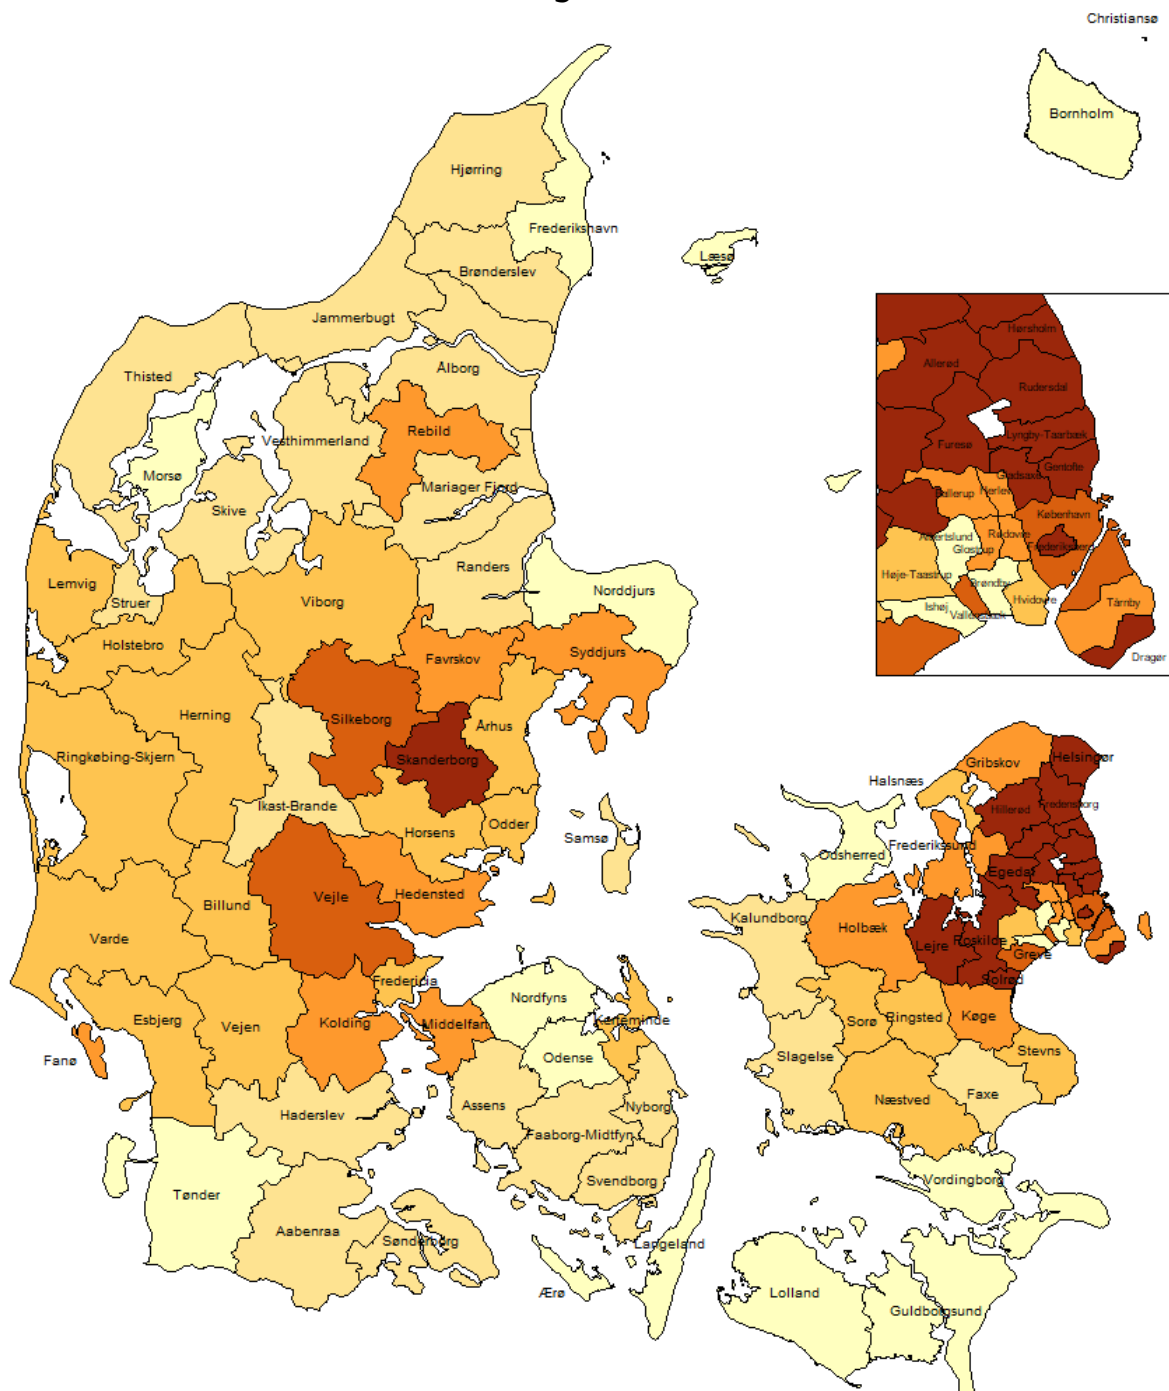 g
Christiansø
Bornholm
Hjørring
Frederikshavn
Læsø
Brønderslev
Jammerbugt
Ålborg
Thisted
Rebild
Vesthimmerland
Morsø
Mariager Fjord
Skive
Randers
Lemvig
Struer
Viborg
Norddjurs
Holstebro
Favrskov
Syddjurs
Herning
Silkeborg
Århus
Ringkøbing-Skjern
Skanderborg
Ikast-Brande
Horsens
Odder
Samsø
Vejle
Hedensted
Billund
Varde
Fredericia
Esbjerg
Vejen
Kolding
Middelfart
Nordfyns
Kerteminde
Fanø
Odense
Haderslev
Assens
Nyborg
Faaborg-Midtfyn
Svendborg
Tønder
Aabenraa
Sønderborg
Langeland
Ærø
Hørsholm
Allerød
Rudersdal
Furesø
Lyngby-Taarbæk
Gentofte
Gladsaxe
Ballerup
Herlev
København
Albertslund
Rødovre
Glostrup
Frederiksberg
Høje-Taastrup
Brøndby
Ishøj
Vallensbæk
Hvidovre
Tårnby
Dragør
Gribskov
Helsingør
Halsnæs
Hillerød
Fredensborg
Frederikssund
Odsherred
Egedal
Kalundborg
Holbæk
Lejre
Roskilde
Greve
Solrød
Sorø
Ringsted
Køge
Slagelse
Stevns
Næstved
Faxe
Vordingborg
Lolland
Guldborgsund